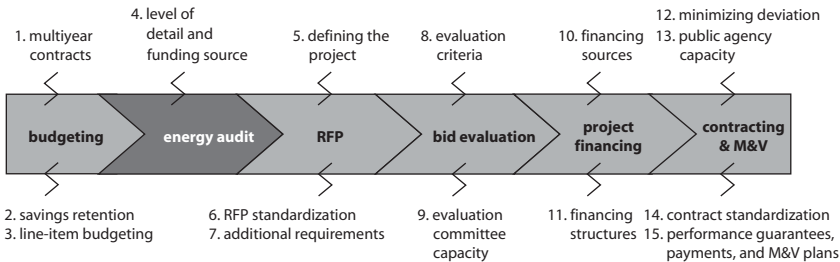 1. multiyear
contracts
4. level of
detail and
funding source
5. defining the
project
8. evaluation
criteria
10. financing
sources
12. minimizing deviation
13. public agency
capacity
budgeting
energy audit
RFP
bid evaluation
project
financing
contracting
& M&V
2. savings retention
3. line-item budgeting
6. RFP standardization
7. additional requirements
9. evaluation
committee
capacity
11. financing
structures
14. contract standardization
15. performance guarantees,
payments, and M&V plans